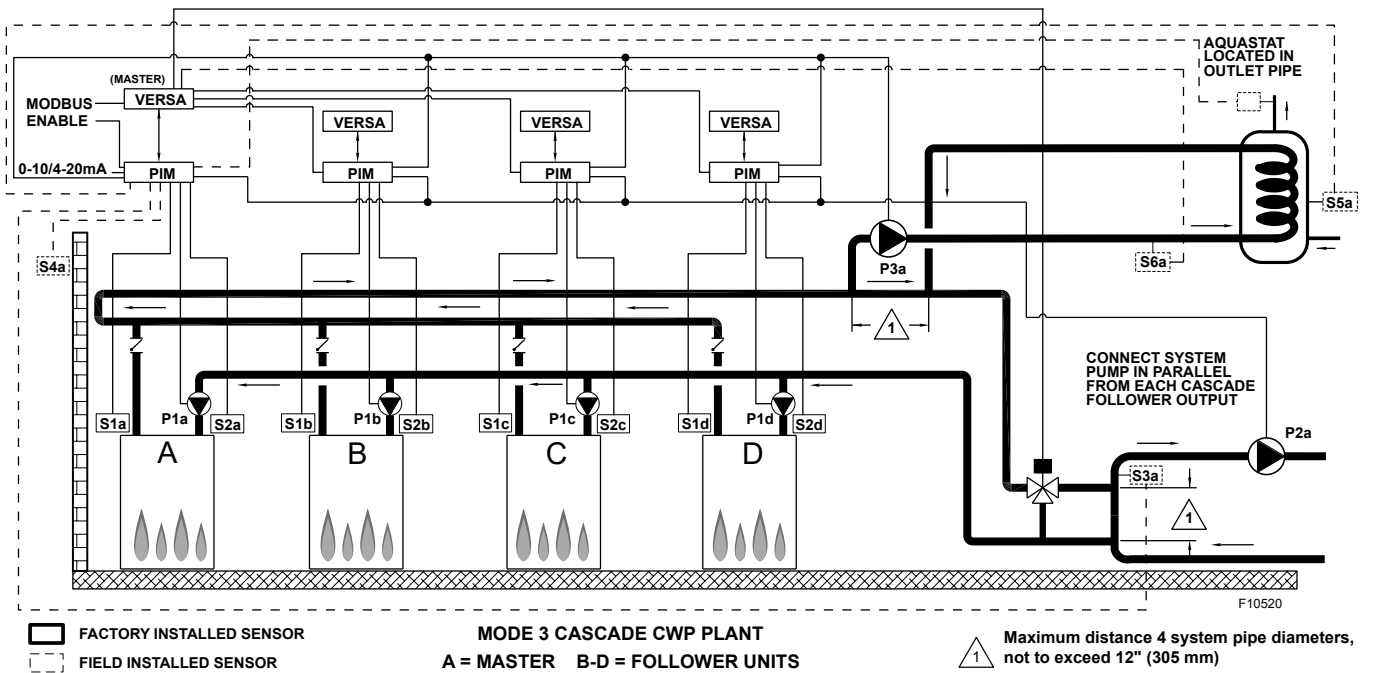 AQUASTAT
LOCATED IN
OUTLET PIPE
(MASTER)
MODBUS
ENABLE
VERSA
VERSA
VERSA
VERSA
0-10/4-20mA
PIM
PIM
PIM
PIM
S5a
S4a
P3a
S6a
1
CONNECT SYSTEM
PUMP IN PARALLEL
FROM EACH CASCADE
FOLLOWER OUTPUT
S1a
P1a
S2a
S1b
P1b
S2b
S1c
P1c
S2c
S1d
P1d
S2d
P2a
A
B
C
D
S3a
1
F10520
FACTORY INSTALLED SENSOR
FIELD INSTALLED SENSOR
MODE 3 CASCADE CWP PLANT
A = MASTER B-D = FOLLOWER UNITS
1
Maximum distance 4 system pipe diameters,
not to exceed 12" (305 mm)